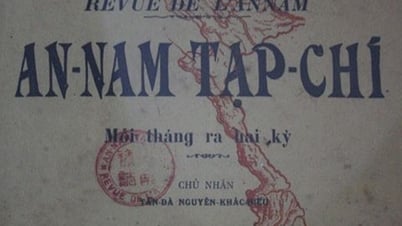 REVUE DE L'ANNAM
AN-NAM TẠP-CHÍ
Mỗi tháng ra hai kỳ
CHỦ NHÂN
TẢN-ĐÀ NGUYỄN-KHẮC-HIẾU